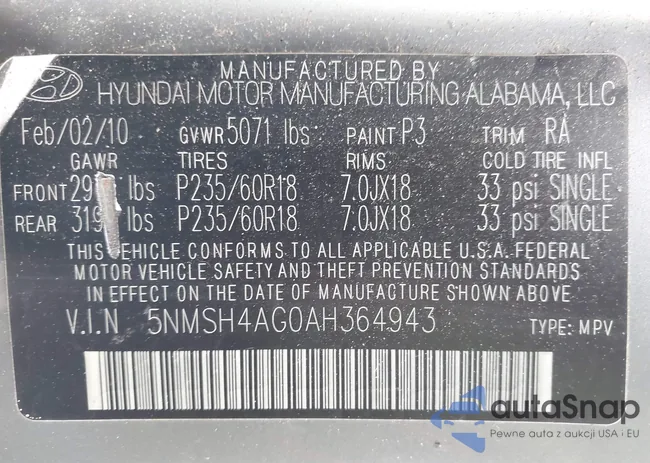 MANUFACTURED BY
HYUNDAI MOTOR MANUFACTURING ALABAMA, LLC
Feb/02/10 GVWR 5071 lbs PAINT P3 TRIM RA
GAWR TIRES RIMS COLD TIRE INFL
FRONT lbs P235/60R18 7.0JX18 33 psi SINGLE
REAR lbs P235/60R18 7.0JX18 33 psi SINGLE
THIS VEHICLE CONFORMS TO ALL APPLICABLE U.S.A. FEDERAL
MOTOR VEHICLE SAFETY AND THEFT PREVENTION STANDARDS
IN EFFECT ON THE DATE OF MANUFACTURE SHOWN ABOVE
V.I.N 5NMSH4AG0AH364943 TYPE: MPV
autaSnap
Pewne auta z aukcji USA i EU